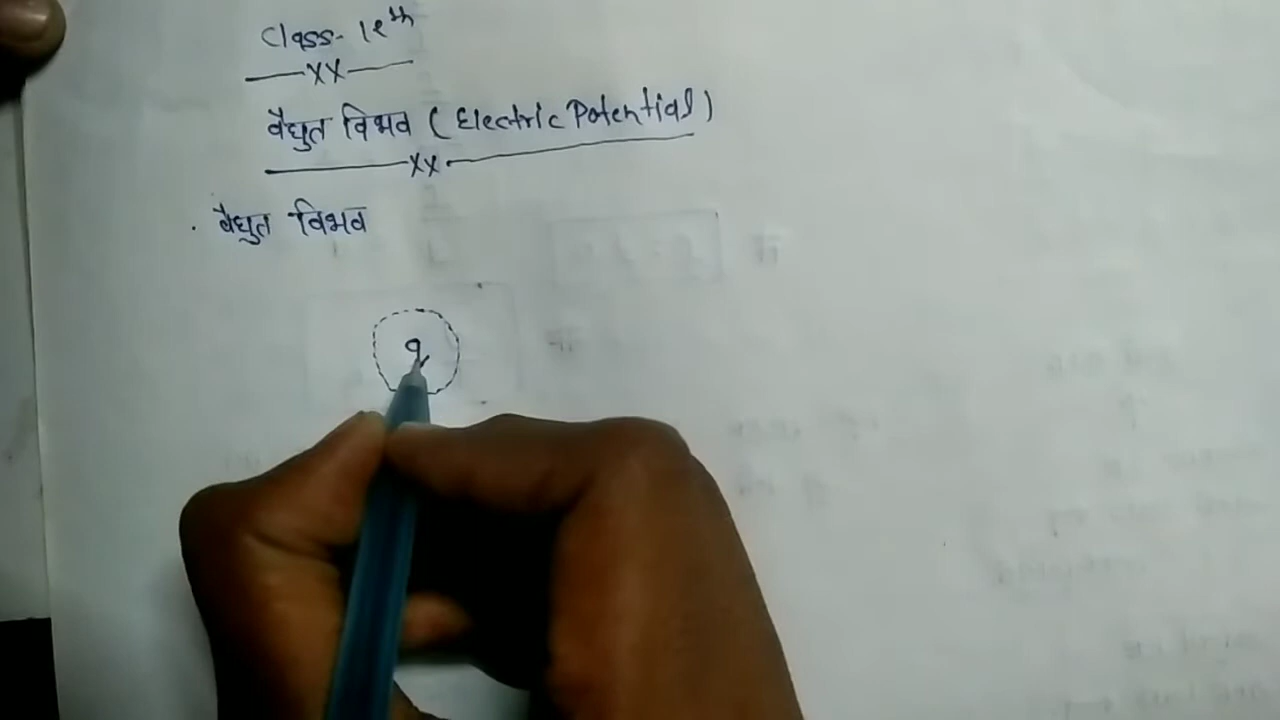 Class- 12th
xx
वैद्युत विभव (Electric Potential)
xx
. वैद्युत विभव
q